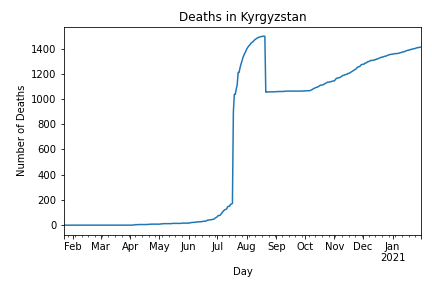 Deaths in Kyrgyzstan
Number of Deaths
1400
1200
1000
800
600
400
200
0
Feb Mar Apr May Jun Jul Aug Sep Oct Nov Dec Jan
2021
Day